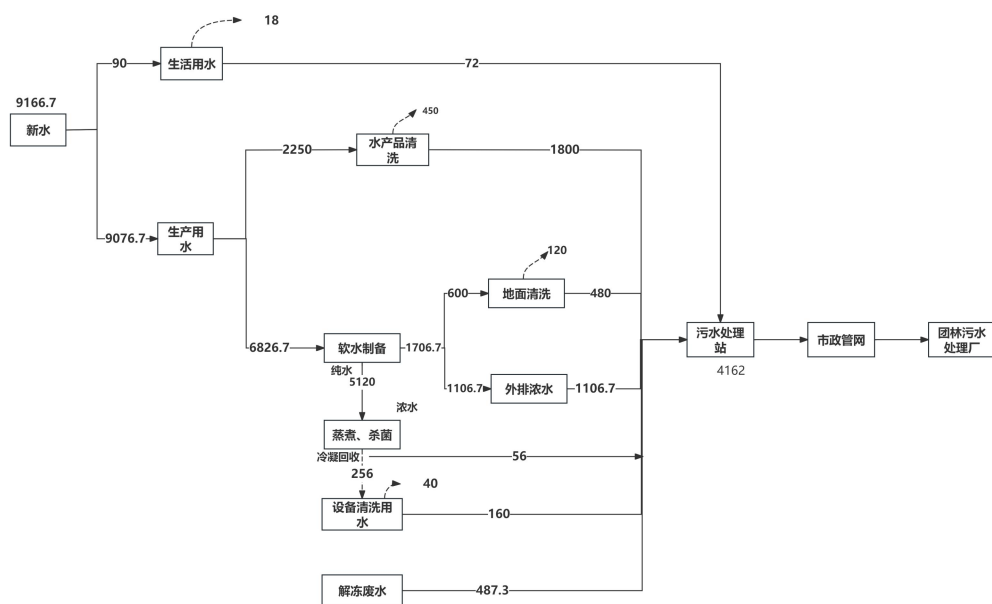 18
90
生活用水
72
9166.7
新水
450
2250
水产品清
洗
1800
9076.7
生产用
水
120
600
地面清洗
480
6826.7
软水制备
1706.7
污水处理
站
市政管网
团林污水
处理厂
4162
纯水
5120
1106.7
外排浓水
1106.7
浓水
蒸煮、杀菌
冷凝回收
56
256
40
设备清洗用
水
160
解冻废水
487.3